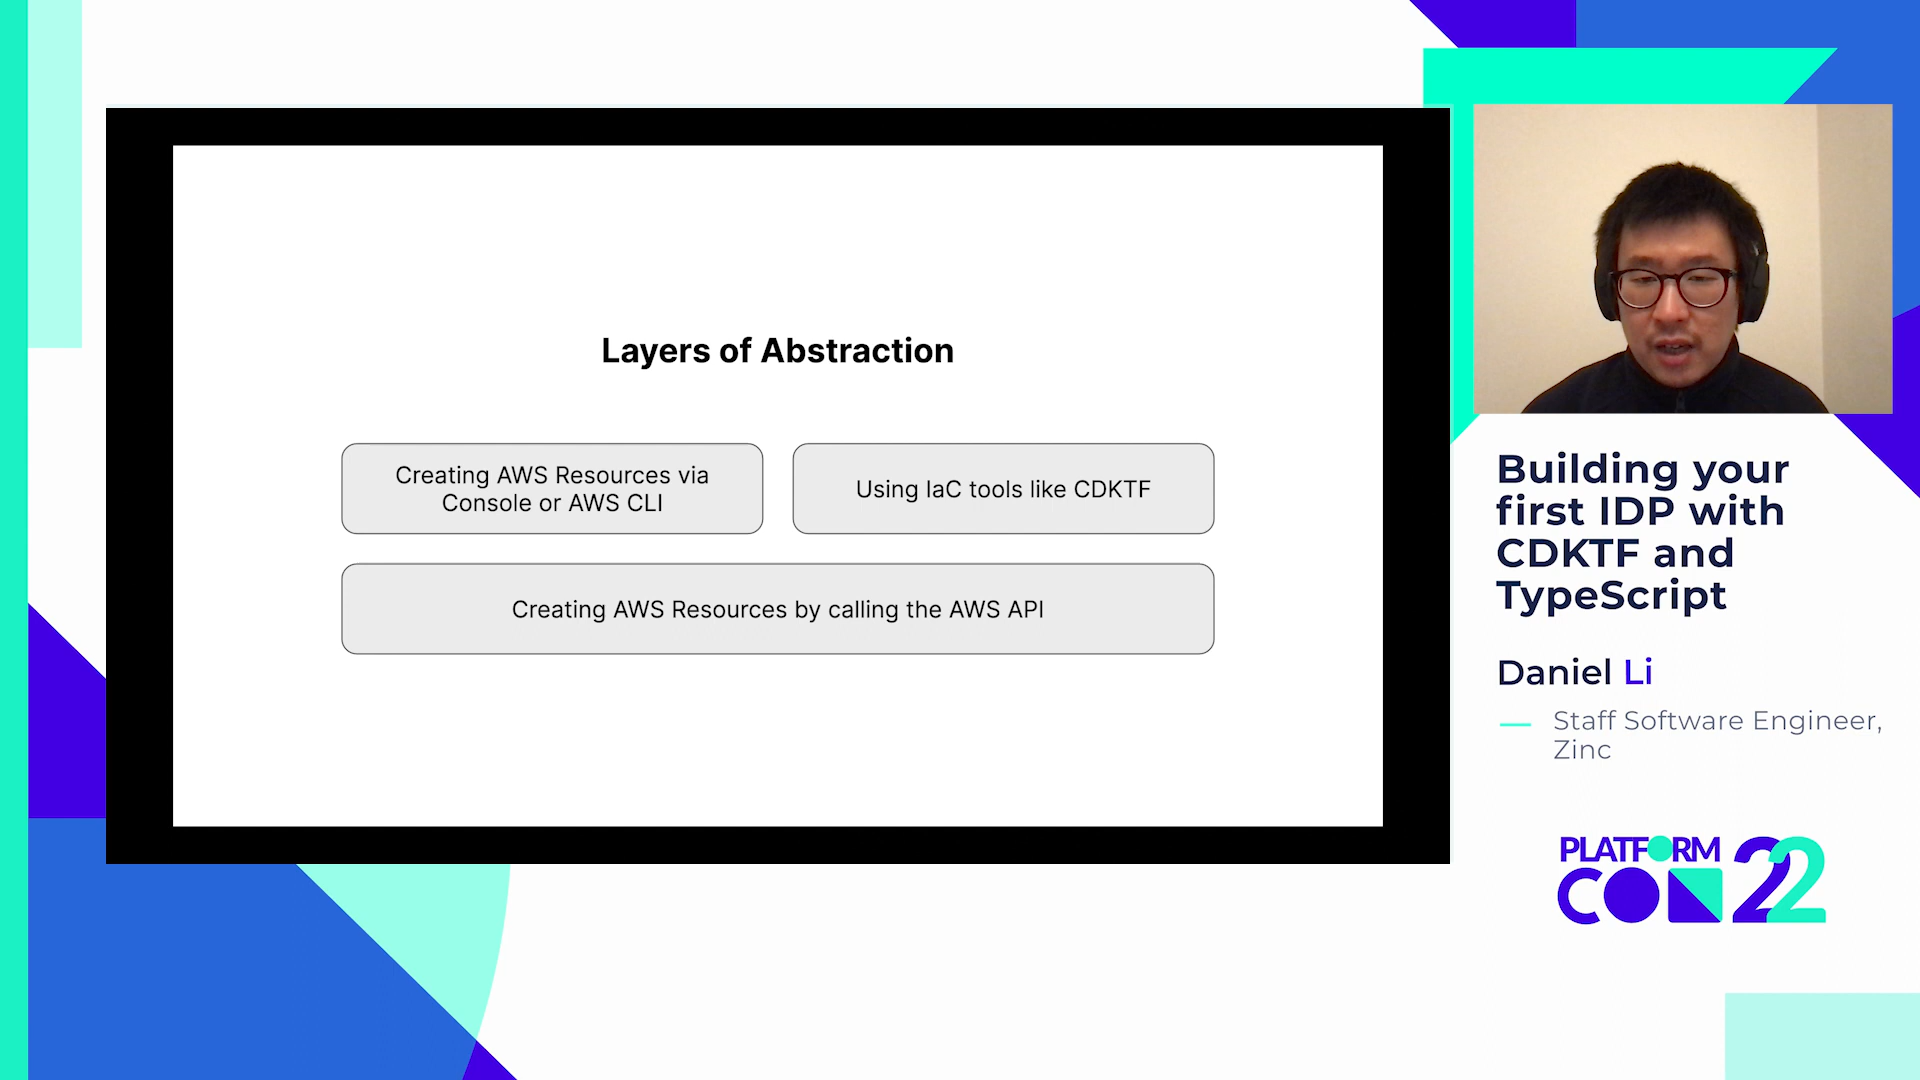 Layers of Abstraction
Creating AWS Resources via
Console or AWS CLI
Using IaC tools like CDKTF
Creating AWS Resources by calling the AWS API
Building your
first IDP with
CDKTF and
TypeScript
Daniel Li
Staff Software Engineer,
Zinc
PLATFORM
CON 22